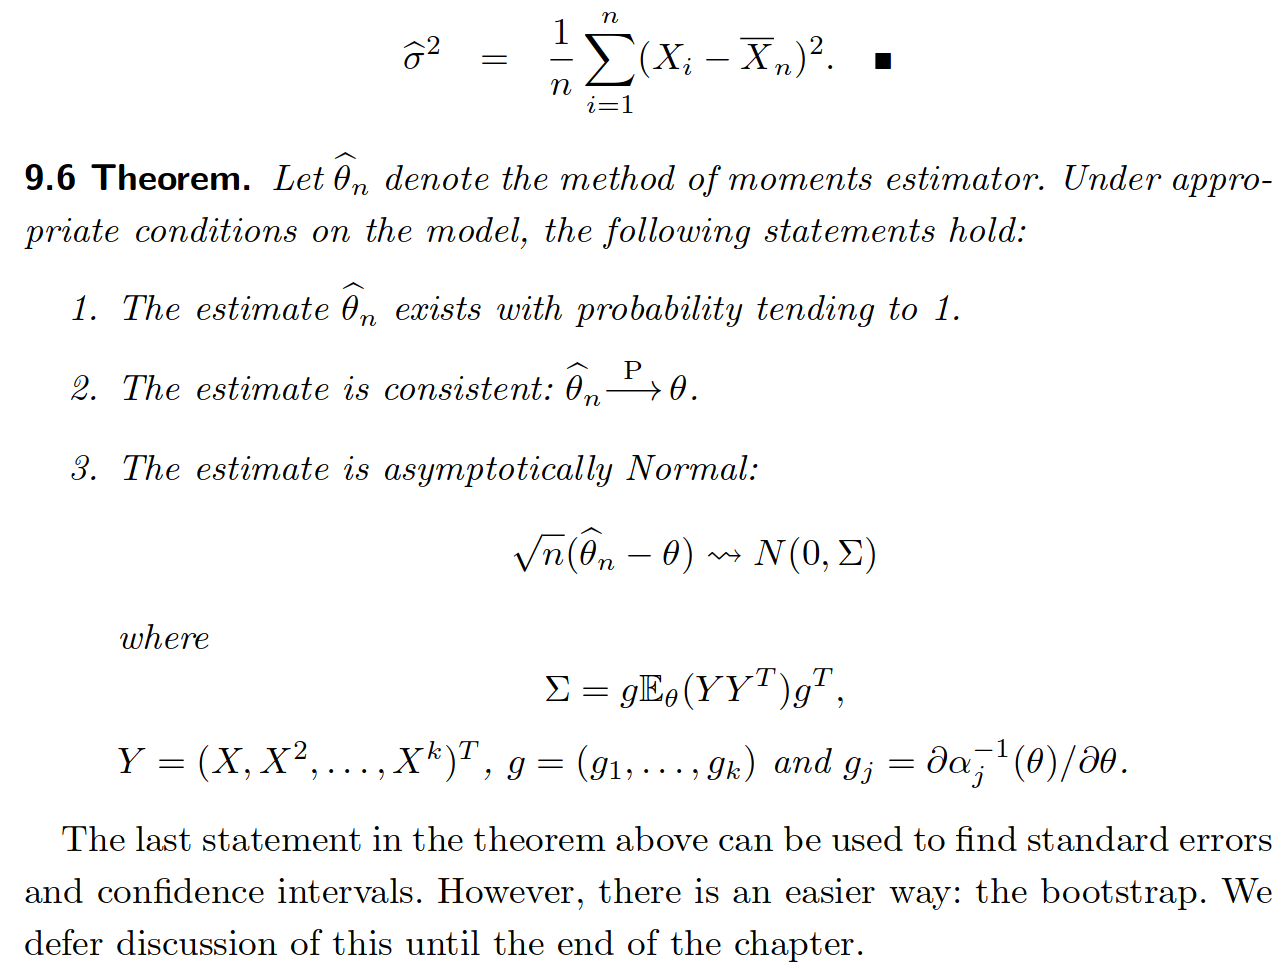 $\widehat{\sigma}^2 = \frac{1}{n} \sum_{i=1}^{n} (X_i - \overline{X}_n)^2.$ ■
9.6 Theorem. Let $\widehat{\theta}_n$ denote the method of moments estimator. Under appro-
priate conditions on the model, the following statements hold:
1. The estimate $\widehat{\theta}_n$ exists with probability tending to 1.
2. The estimate is consistent: $\widehat{\theta}_n \xrightarrow{\mathrm{P}} \theta.$
3. The estimate is asymptotically Normal:
$\sqrt{n}(\widehat{\theta}_n - \theta) \rightsquigarrow N(0, \Sigma)$
where
$\Sigma = g\mathbb{E}_\theta(YY^T)g^T,$
$Y = (X, X^2, \ldots, X^k)^T$, $g = (g_1, \ldots, g_k)$ and $g_j = \partial\alpha_j^{-1}(\theta)/\partial\theta.$
The last statement in the theorem above can be used to find standard errors
and confidence intervals. However, there is an easier way: the bootstrap. We
defer discussion of this until the end of the chapter.